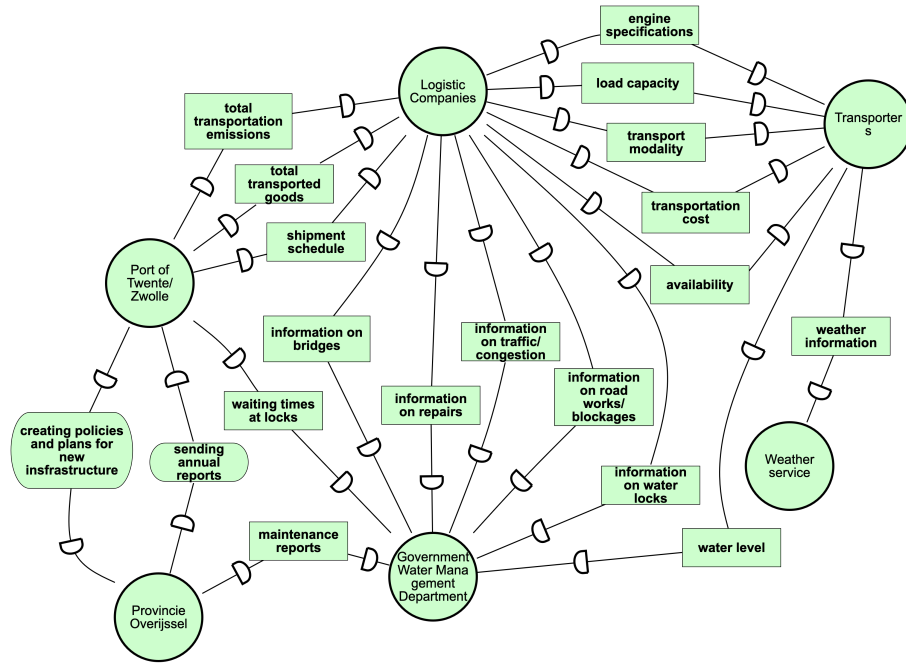 engine
specifications
Logistic
Companies
load capacity
total
transportation
emissions
Transporter
s
transport
modality
total
transported
goods
transportation
cost
shipment
schedule
Port of
Twente/
Zwolle
availability
information on
bridges
information
on traffic/
congestion
weather
information
information
on road
works/
blockages
waiting times
at locks
information
on repairs
creating policies
and plans for
new
insfrastructure
sending
annual
reports
Weather
service
information
on water
locks
maintenance
reports
water level
Government
Water Mana
gement
Department
Provincie
Overijssel